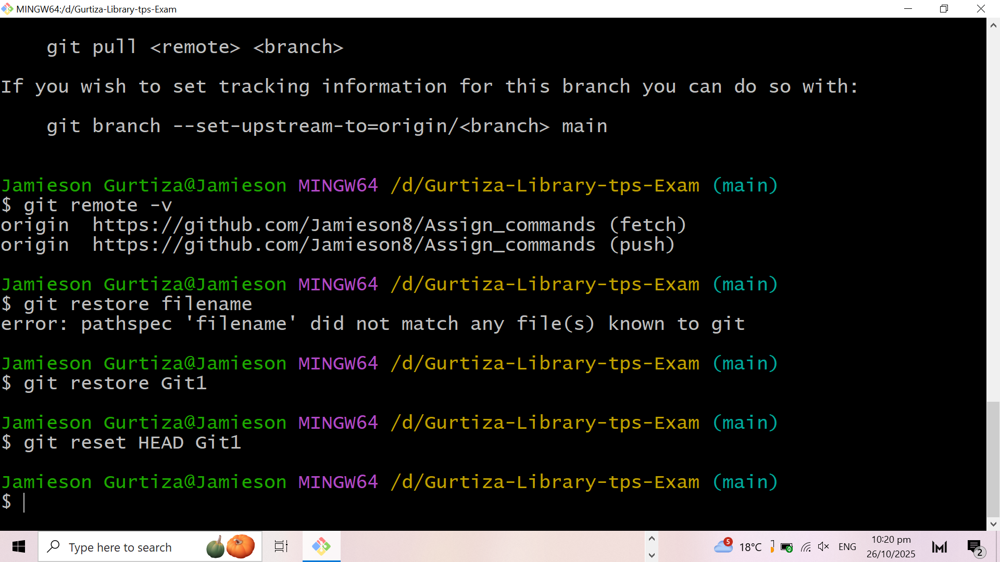 MINGW64:/d/Gurtiza-Library-tps-Exam
    git pull <remote> <branch>
If you wish to set tracking information for this branch you can do so with:
    git branch --set-upstream-to=origin/<branch> main
Jamieson Gurtiza@Jamieson MINGW64 /d/Gurtiza-Library-tps-Exam (main)
$ git remote -v
origin  https://github.com/Jamieson8/Assign_commands (fetch)
origin  https://github.com/Jamieson8/Assign_commands (push)
Jamieson Gurtiza@Jamieson MINGW64 /d/Gurtiza-Library-tps-Exam (main)
$ git restore filename
error: pathspec 'filename' did not match any file(s) known to git
Jamieson Gurtiza@Jamieson MINGW64 /d/Gurtiza-Library-tps-Exam (main)
$ git restore Git1
Jamieson Gurtiza@Jamieson MINGW64 /d/Gurtiza-Library-tps-Exam (main)
$ git reset HEAD Git1
Jamieson Gurtiza@Jamieson MINGW64 /d/Gurtiza-Library-tps-Exam (main)
$
Type here to search
5
18°C
ENG
10:20 pm
26/10/2025
2